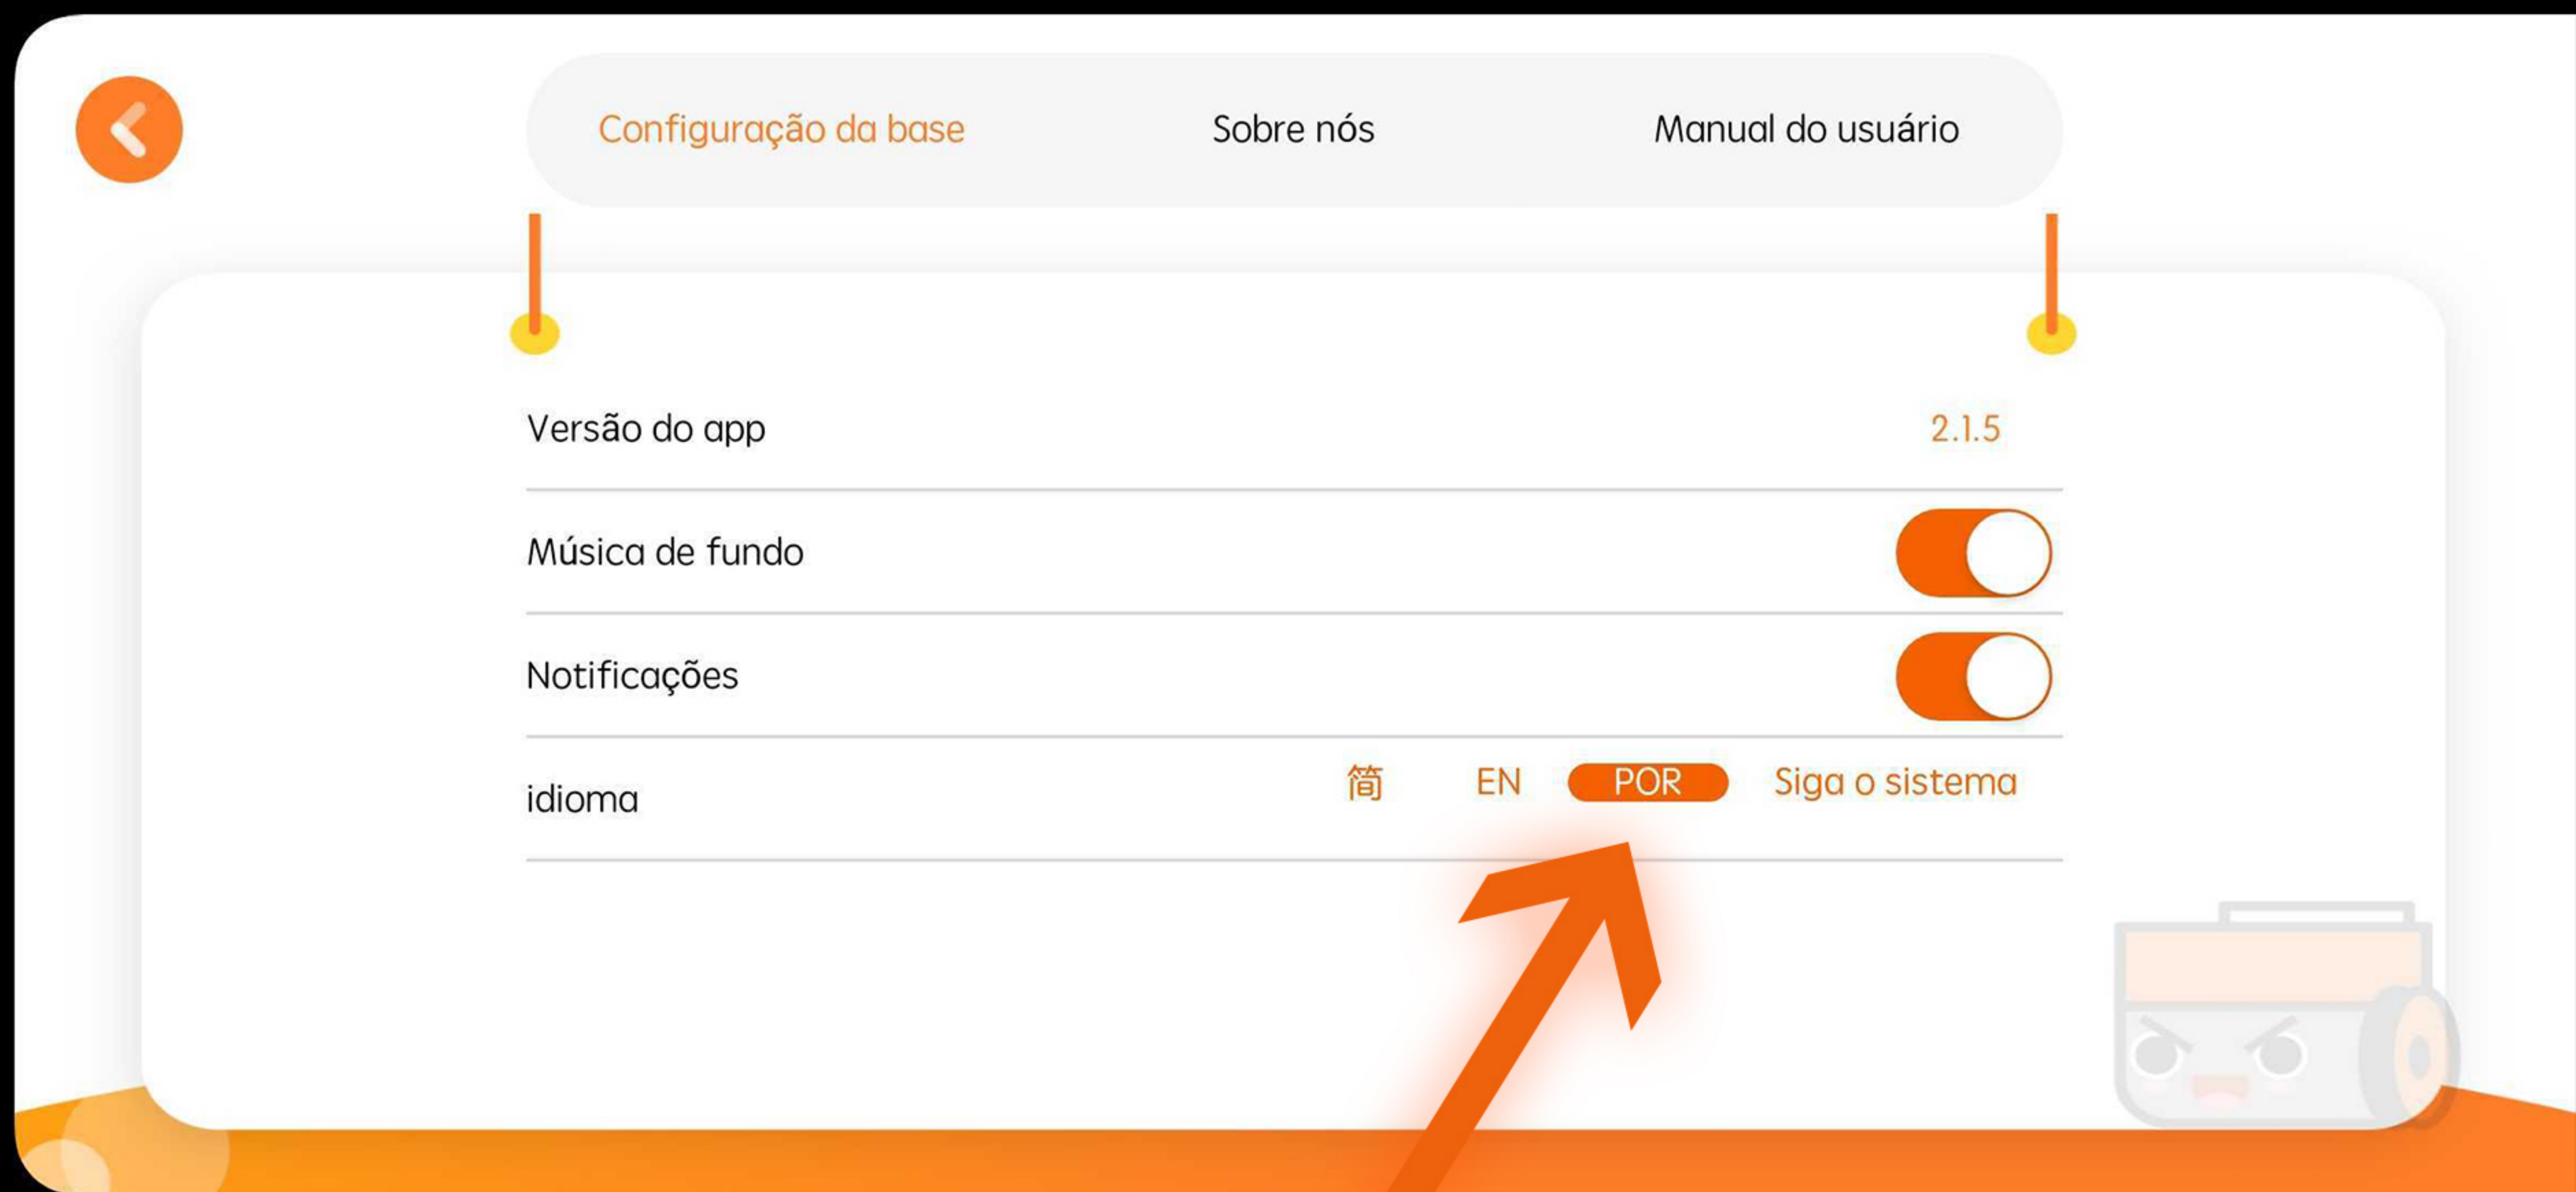 Configuração da base
Sobre nós
Manual do usuário
Versão do app
2.1.5
Música de fundo
Notificações
idioma
简
EN
POR
Siga o sistema